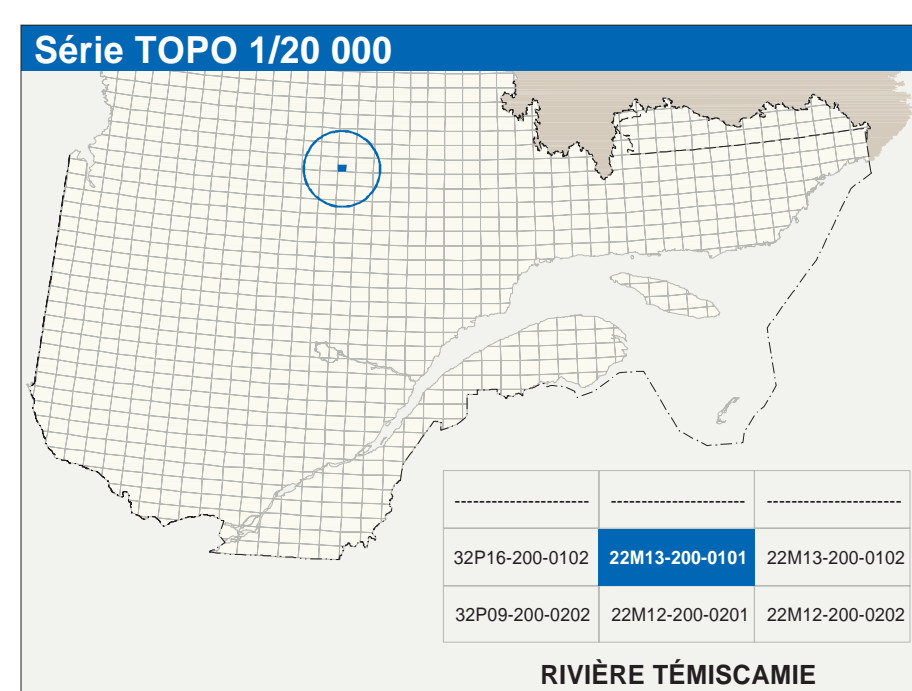 Série TOPO 1/20 000
-------------------- -------------------- --------------------
32P16-200-0102 22M13-200-0101 22M13-200-0102
32P09-200-0202 22M12-200-0201 22M12-200-0202
RIVIÈRE TÉMISCAMIE